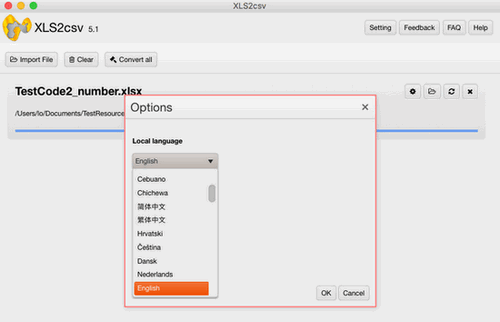 XLS2csv
XLS2csv 5.1
Setting Feedback FAQ Help
Import File Clear Convert all
TestCode2_number.xlsx
/Users/lo/Documents/TestResource
Options
Local language
English
Cebuano
Chichewa
简体中文
繁体中文
Hrvatski
Čeština
Dansk
Nederlands
English
OK Cancel